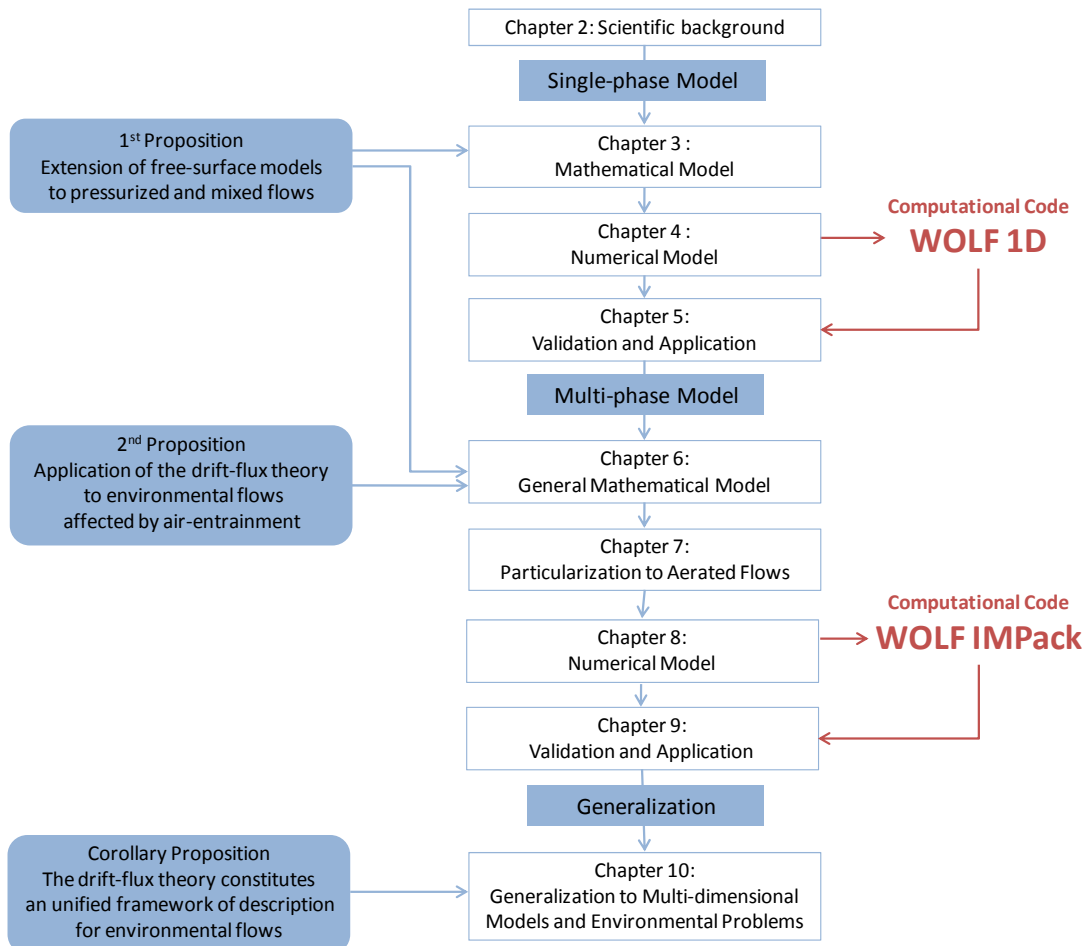 Chapter 2: Scientific background
Single-phase Model
1st Proposition
Extension of free-surface models
to pressurized and mixed flows
Chapter 3 :
Mathematical Model
Chapter 4 :
Numerical Model
Computational Code
WOLF 1D
Chapter 5:
Validation and Application
Multi-phase Model
2nd Proposition
Application of the drift-flux theory
to environmental flows
affected by air-entrainment
Chapter 6:
General Mathematical Model
Chapter 7:
Particularization to Aerated Flows
Chapter 8:
Numerical Model
Computational Code
WOLF IMPack
Chapter 9:
Validation and Application
Generalization
Corollary Proposition
The drift-flux theory constitutes
an unified framework of description
for environmental flows
Chapter 10:
Generalization to Multi-dimensional
Models and Environmental Problems